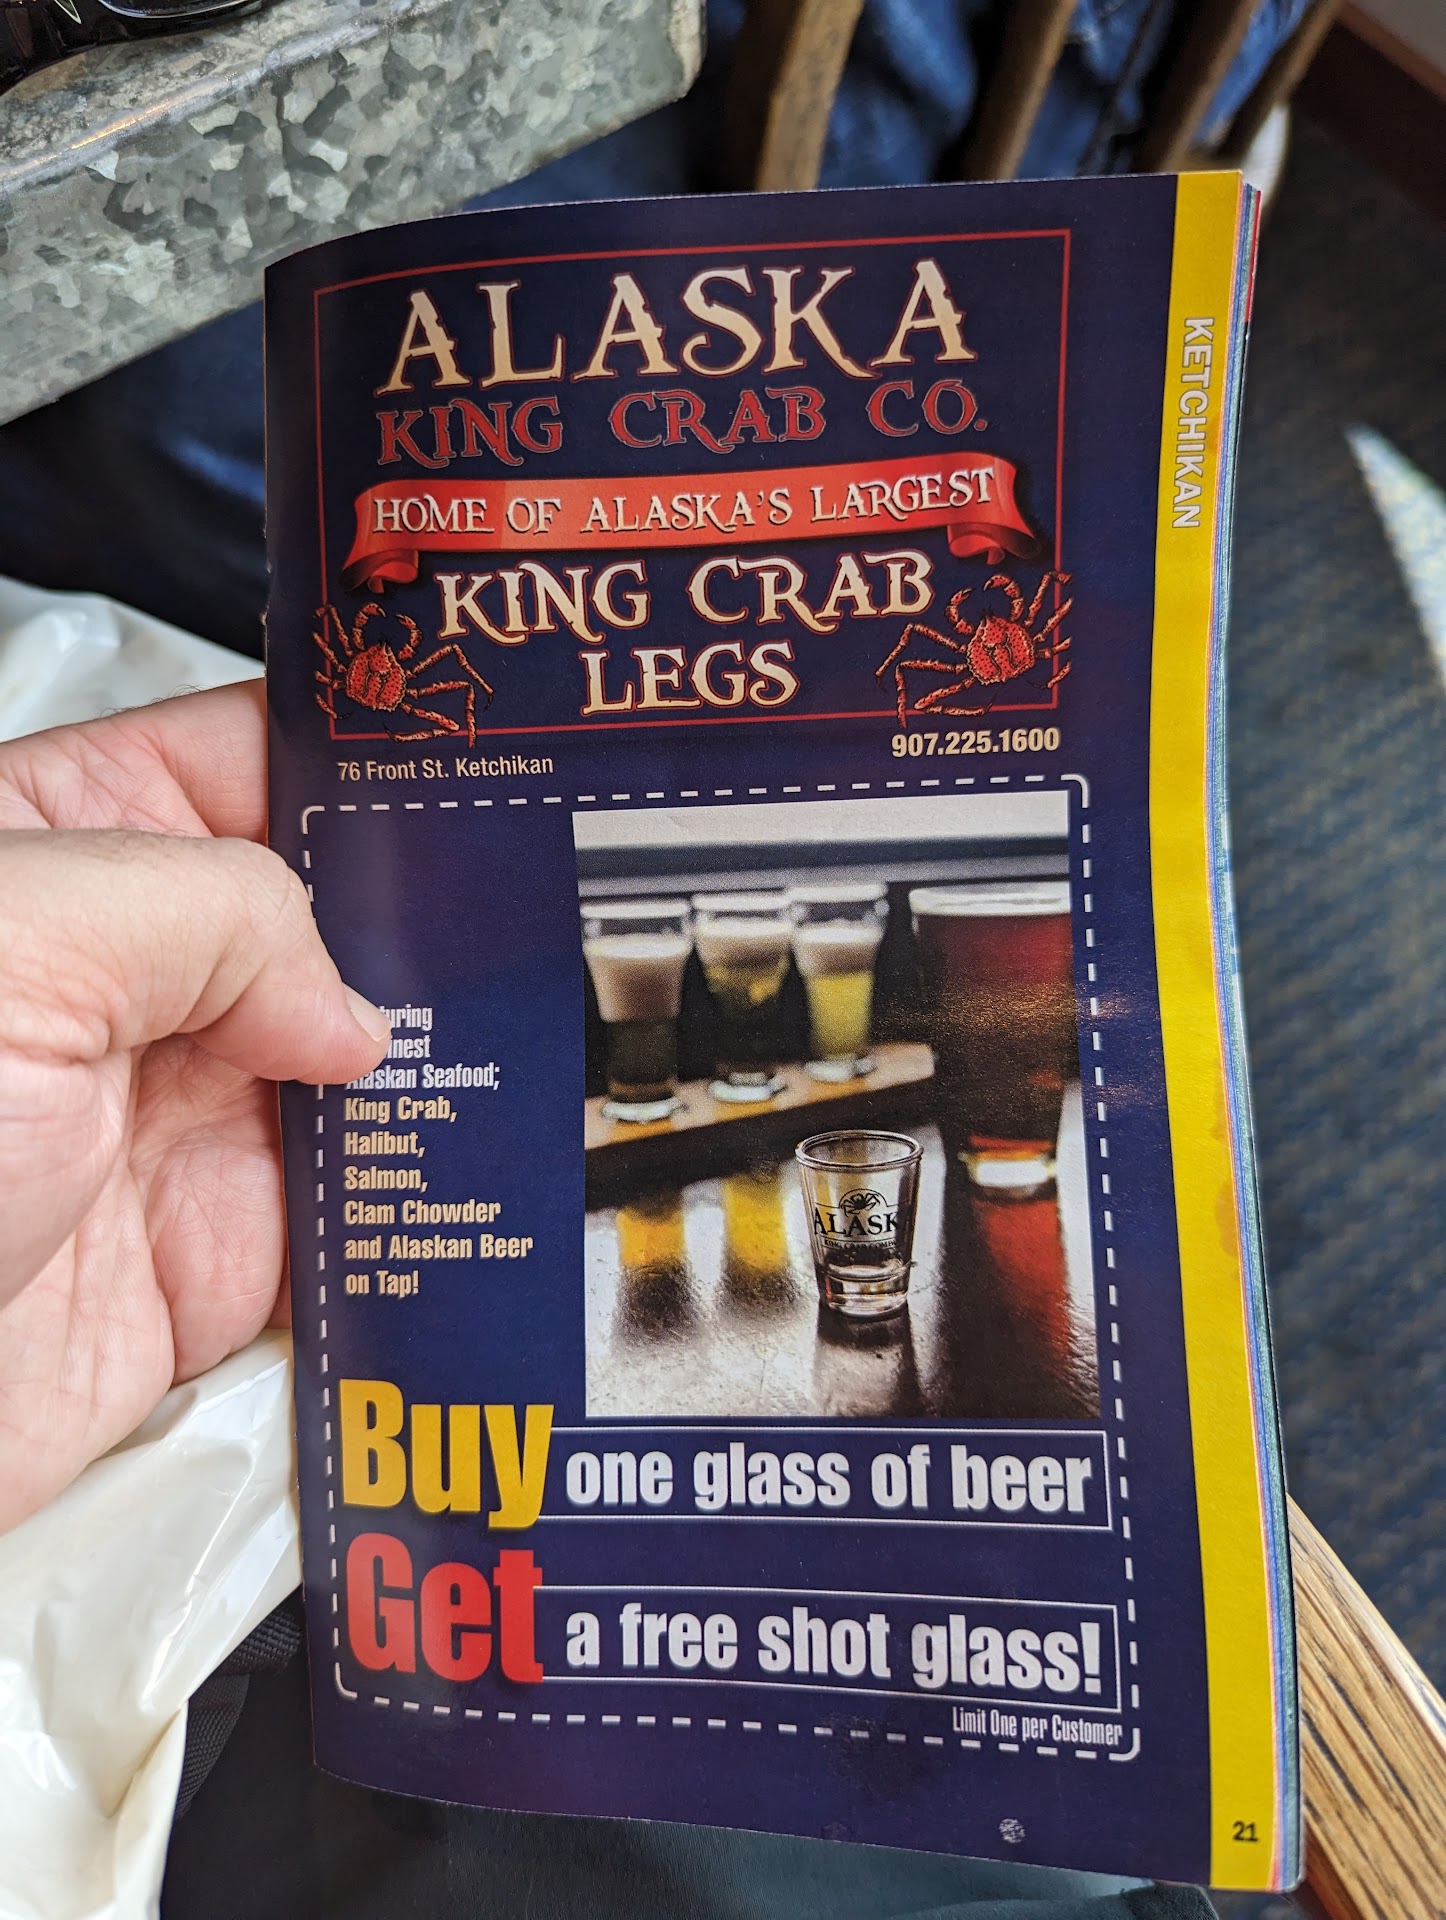 ALASKA
KING CRAB CO.
HOME OF ALASKA'S LARGEST
KING CRAB
LEGS
76 Front St. Ketchikan
907.225.1600
KETCHIKAN
Alaskan Seafood;
King Crab,
Halibut,
Salmon,
Clam Chowder
and Alaskan Beer
on Tap!
ALASK
Buy one glass of beer
Get a free shot glass!
Limit One per Customer
21